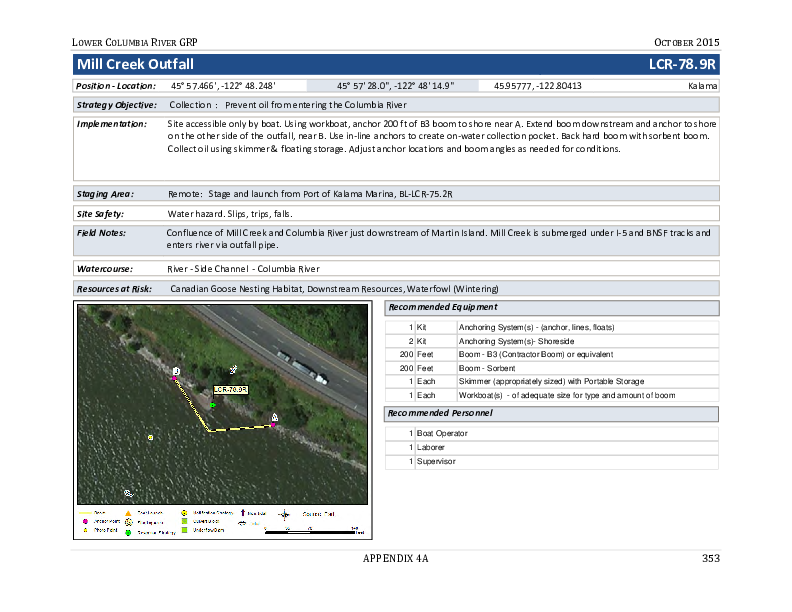 LOWER COLUMBIA RIVER GRP OCTOBER 2015
Mill Creek Outfall LCR-78.9R
Position - Location: 45° 57.466', -122° 48.248' 45° 57' 28.0", -122° 48' 14.9" 45.95777, -122.80413 Kalama
Strategy Objective: Collection : Prevent oil from entering the Columbia River
Implementation: Site accessible only by boat. Using workboat, anchor 200 ft of B3 boom to shore near A. Extend boom downstream and anchor to shore
on the other side of the outfall, near B. Use in-line anchors to create on-water collection pocket. Back hard boom with sorbent boom.
Collect oil using skimmer & floating storage. Adjust anchor locations and boom angles as needed for conditions.
Staging Area: Remote: Stage and launch from Port of Kalama Marina, BL-LCR-75.2R
Site Safety: Water hazard. Slips, trips, falls.
Field Notes: Confluence of Mill Creek and Columbia River just downstream of Martin Island. Mill Creek is submerged under I-5 and BNSF tracks and
enters river via outfall pipe.
Watercourse: River - Side Channel - Columbia River
Resources at Risk: Canadian Goose Nesting Habitat, Downstream Resources, Waterfowl (Wintering)
Recommended Equipment
1 Kit Anchoring System(s) - (anchor, lines, floats)
2 Kit Anchoring System(s)- Shoreside
200 Feet Boom - B3 (Contractor Boom) or equivalent
200 Feet Boom - Sorbent
1 Each Skimmer (appropriately sized) with Portable Storage
1 Each Workboat(s) - of adequate size for type and amount of boom
Recommended Personnel
1 Boat Operator
1 Laborer
1 Supervisor
B
LCR-78.9R
A
Anchor Point
Photo Point
APPENDIX 4A 353